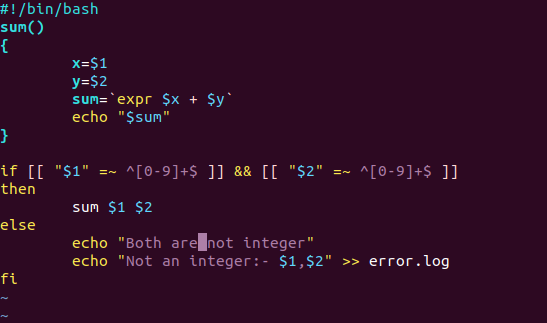 #!/bin/bash
sum()
{
        x=$1
        y=$2
        sum=`expr $x + $y`
        echo "$sum"
}

if [[ "$1" =~ ^[0-9]+$ ]] && [[ "$2" =~ ^[0-9]+$ ]]
then
        sum $1 $2
else
        echo "Both are not integer"
        echo "Not an integer:- $1,$2" >> error.log
fi
~
~